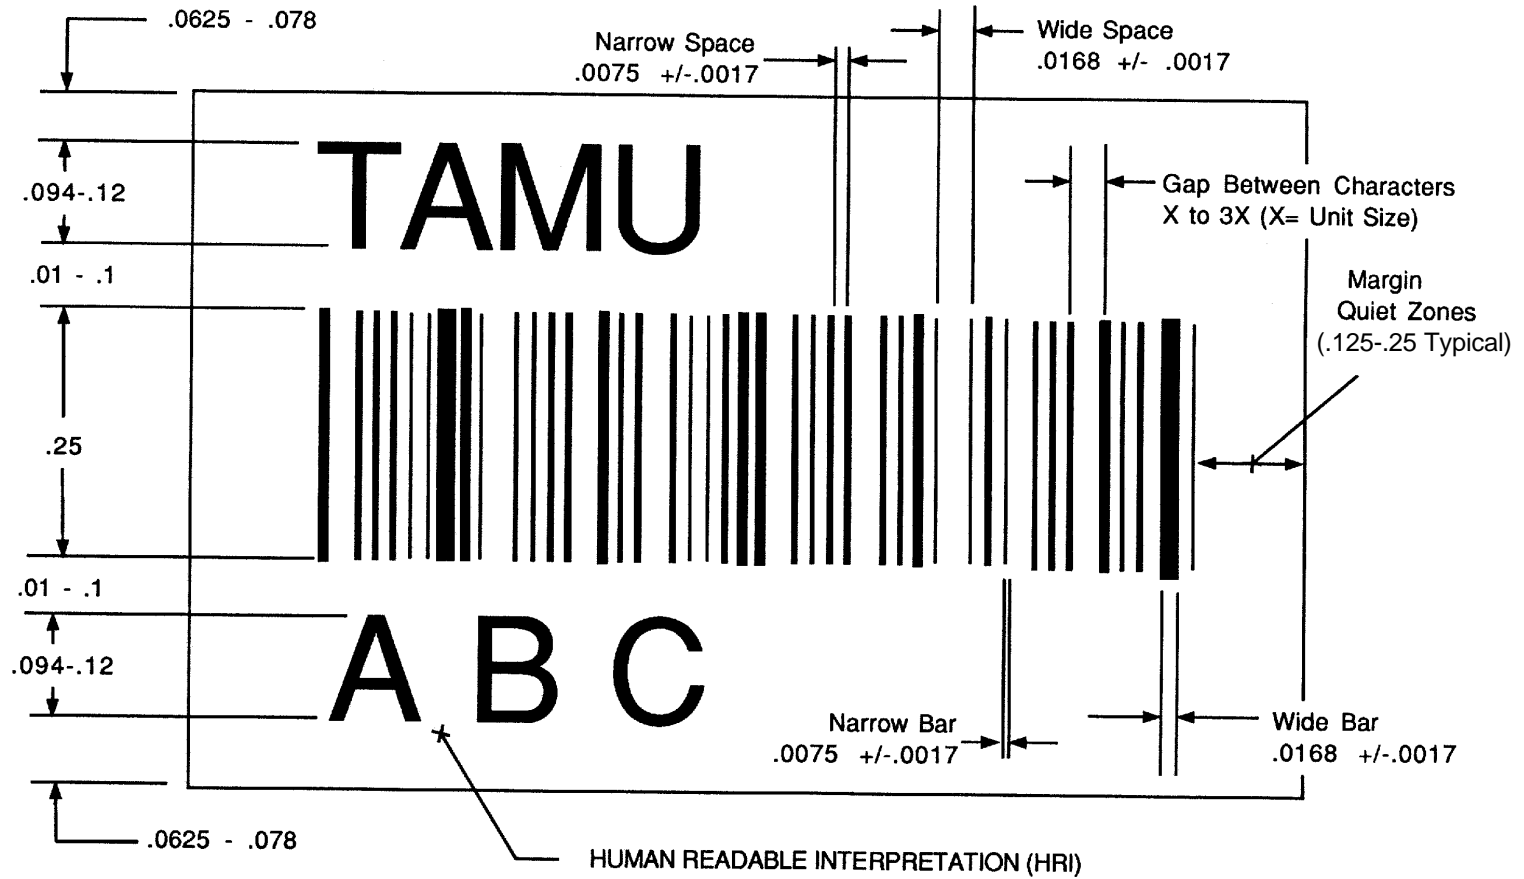 .0625 - .078
Narrow Space
.0075 +/-.0017
Wide Space
.0168 +/- .0017
TAMU
.094-.12
Gap Between Characters
X to 3X (X= Unit Size)
.01 - .1
Margin
Quiet Zones
(.125-.25 Typical)
.25
.01 - .1
A B C
.094-.12
Narrow Bar
.0075 +/-.0017
Wide Bar
.0168 +/-.0017
.0625 - .078
HUMAN READABLE INTERPRETATION (HRI)